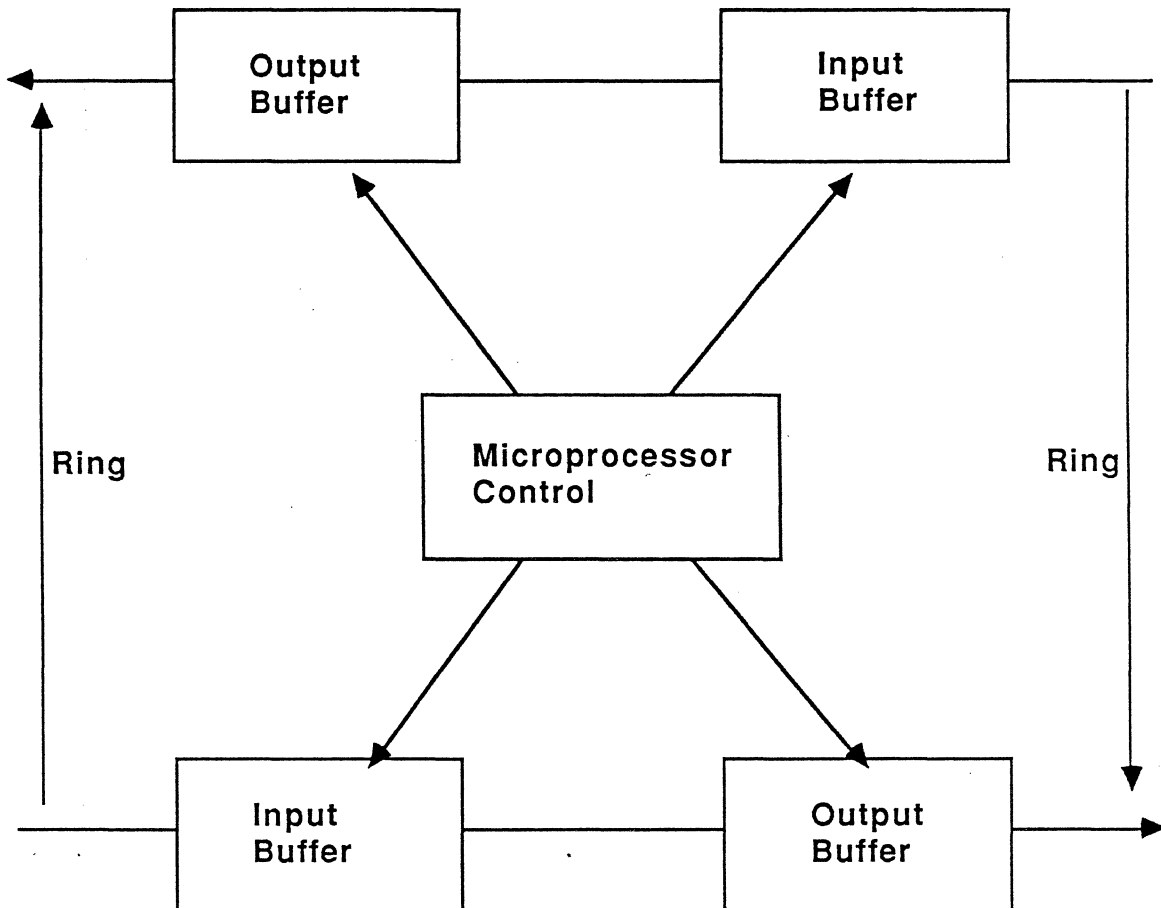 Output
Buffer
Input
Buffer
Ring
Microprocessor
Control
Ring
Input
Buffer
Output
Buffer